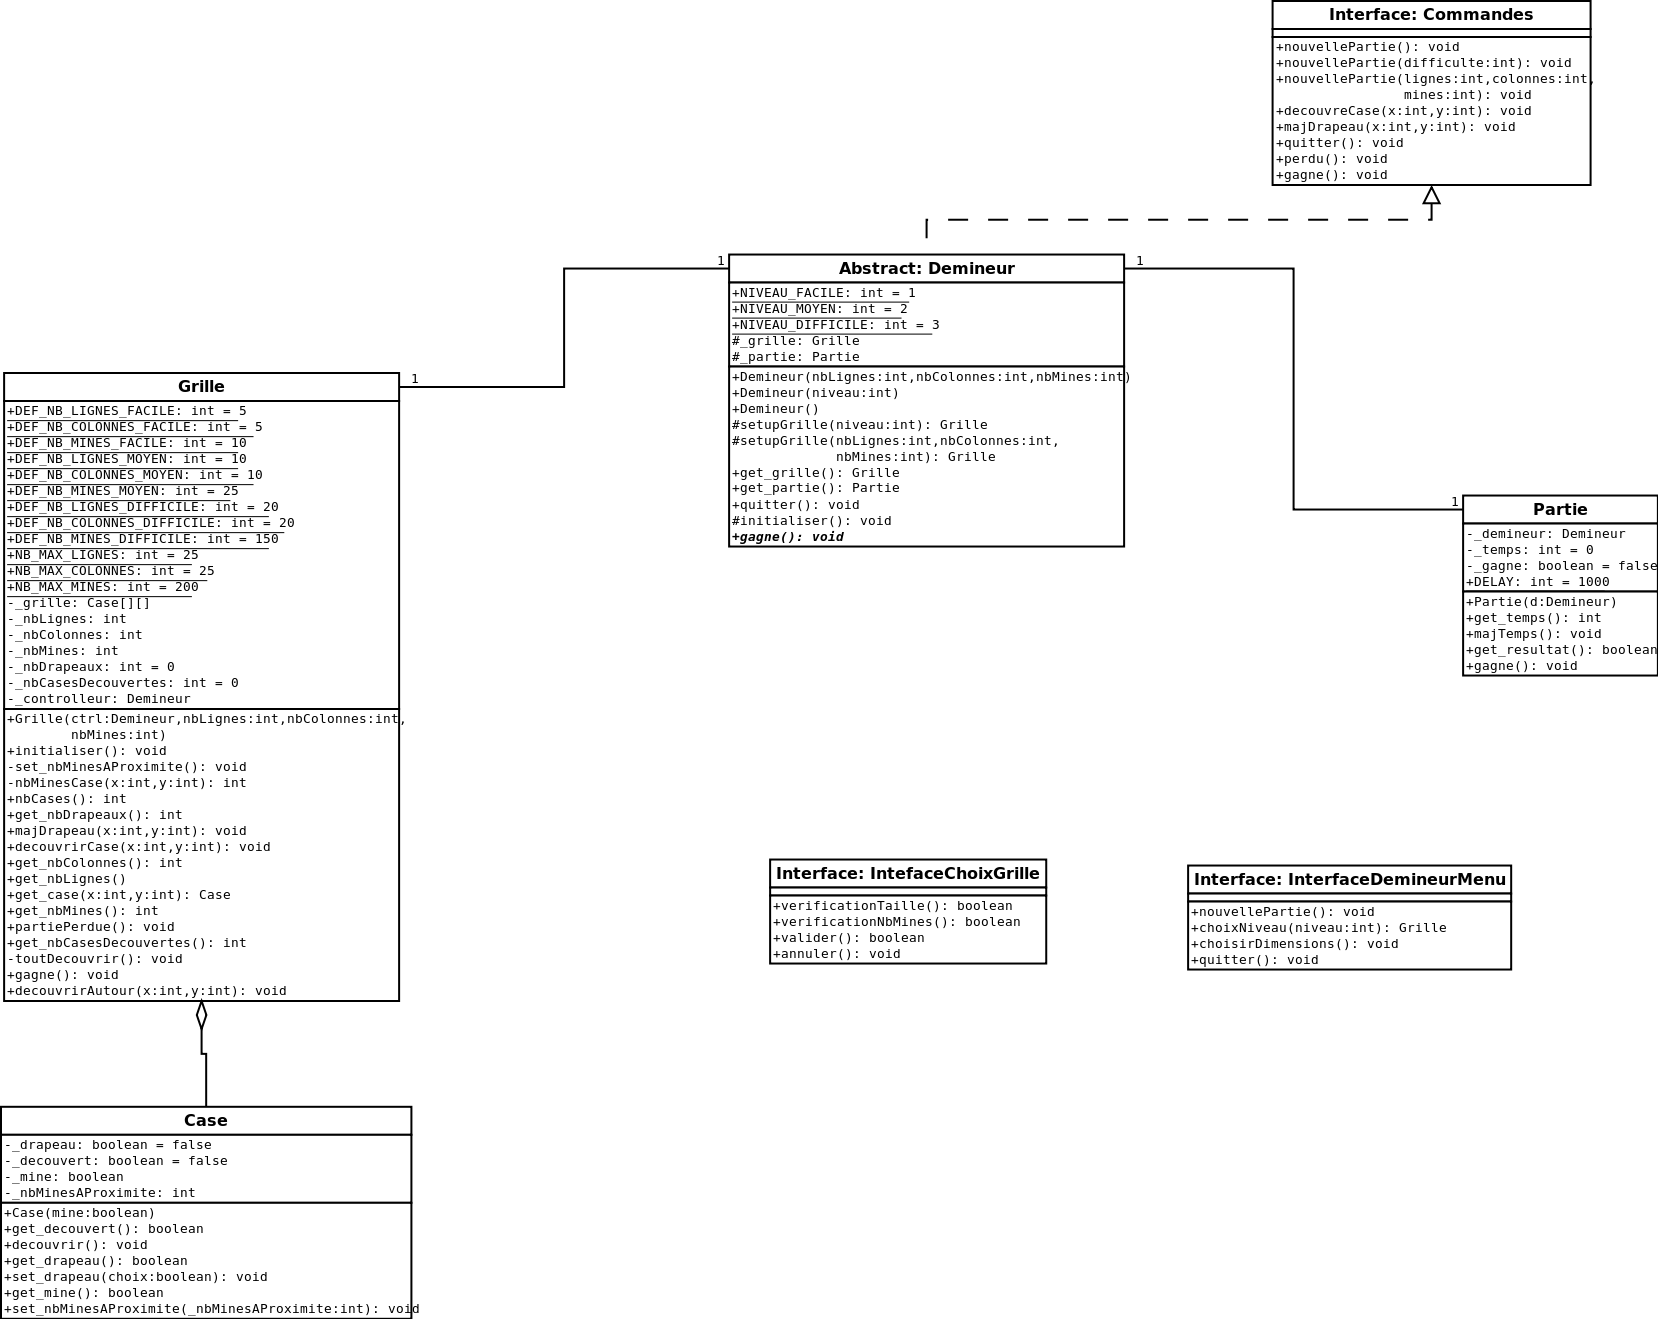 Interface: Commandes
+nouvellePartie(): void
+nouvellePartie(difficulte:int): void
+nouvellePartie(lignes:int,colonnes:int,
mines:int): void
+decouvreCase(x:int,y:int): void
+majDrapeau(x:int,y:int): void
+quitter(): void
+perdu(): void
+gagne(): void
1
Abstract: Demineur
1
+NIVEAU_FACILE: int = 1
+NIVEAU_MOYEN: int = 2
+NIVEAU_DIFFICILE: int = 3
#_grille: Grille
#_partie: Partie
+Demineur(nbLignes:int,nbColonnes:int,nbMines:int)
+Demineur(niveau:int)
+Demineur()
#setupGrille(niveau:int): Grille
#setupGrille(nbLignes:int,nbColonnes:int,
nbMines:int): Grille
+get_grille(): Grille
+get_partie(): Partie
+quitter(): void
#initialiser(): void
+gagne(): void
Grille
1
+DEF_NB_LIGNES_FACILE: int = 5
+DEF_NB_COLONNES_FACILE: int = 5
+DEF_NB_MINES_FACILE: int = 10
+DEF_NB_LIGNES_MOYEN: int = 10
+DEF_NB_COLONNES_MOYEN: int = 10
+DEF_NB_MINES_MOYEN: int = 25
+DEF_NB_LIGNES_DIFFICILE: int = 20
+DEF_NB_COLONNES_DIFFICILE: int = 20
+DEF_NB_MINES_DIFFICILE: int = 150
+NB_MAX_LIGNES: int = 25
+NB_MAX_COLONNES: int = 25
+NB_MAX_MINES: int = 200
-_grille: Case[][]
-_nbLignes: int
-_nbColonnes: int
-_nbMines: int
-_nbDrapeaux: int = 0
-_nbCasesDecouvertes: int = 0
-_controlleur: Demineur
+Grille(ctrl:Demineur,nbLignes:int,nbColonnes:int,
nbMines:int)
+initialiser(): void
-set_nbMinesAProximite(): void
-nbMinesCase(x:int,y:int): int
+nbCases(): int
+get_nbDrapeaux(): int
+majDrapeau(x:int,y:int): void
+decouvrirCase(x:int,y:int): void
+get_nbColonnes(): int
+get_nbLignes()
+get_case(x:int,y:int): Case
+get_nbMines(): int
+partiePerdue(): void
+get_nbCasesDecouvertes(): int
-toutDecouvrir(): void
+gagne(): void
+decouvrirAutour(x:int,y:int): void
1
Partie
-_demineur: Demineur
-_temps: int = 0
-_gagne: boolean = false
+DELAY: int = 1000
+Partie(d:Demineur)
+get_temps(): int
+majTemps(): void
+get_resultat(): boolean
+gagne(): void
Interface: IntefaceChoixGrille
+verificationTaille(): boolean
+verificationNbMines(): boolean
+valider(): boolean
+annuler(): void
Interface: InterfaceDemineurMenu
+nouvellePartie(): void
+choixNiveau(niveau:int): Grille
+choisirDimensions(): void
+quitter(): void
Case
-_drapeau: boolean = false
-_decouvert: boolean = false
-_mine: boolean
-_nbMinesAProximite: int
+Case(mine:boolean)
+get_decouvert(): boolean
+decouvrir(): void
+get_drapeau(): boolean
+set_drapeau(choix:boolean): void
+get_mine(): boolean
+set_nbMinesAProximite(_nbMinesAProximite:int): void